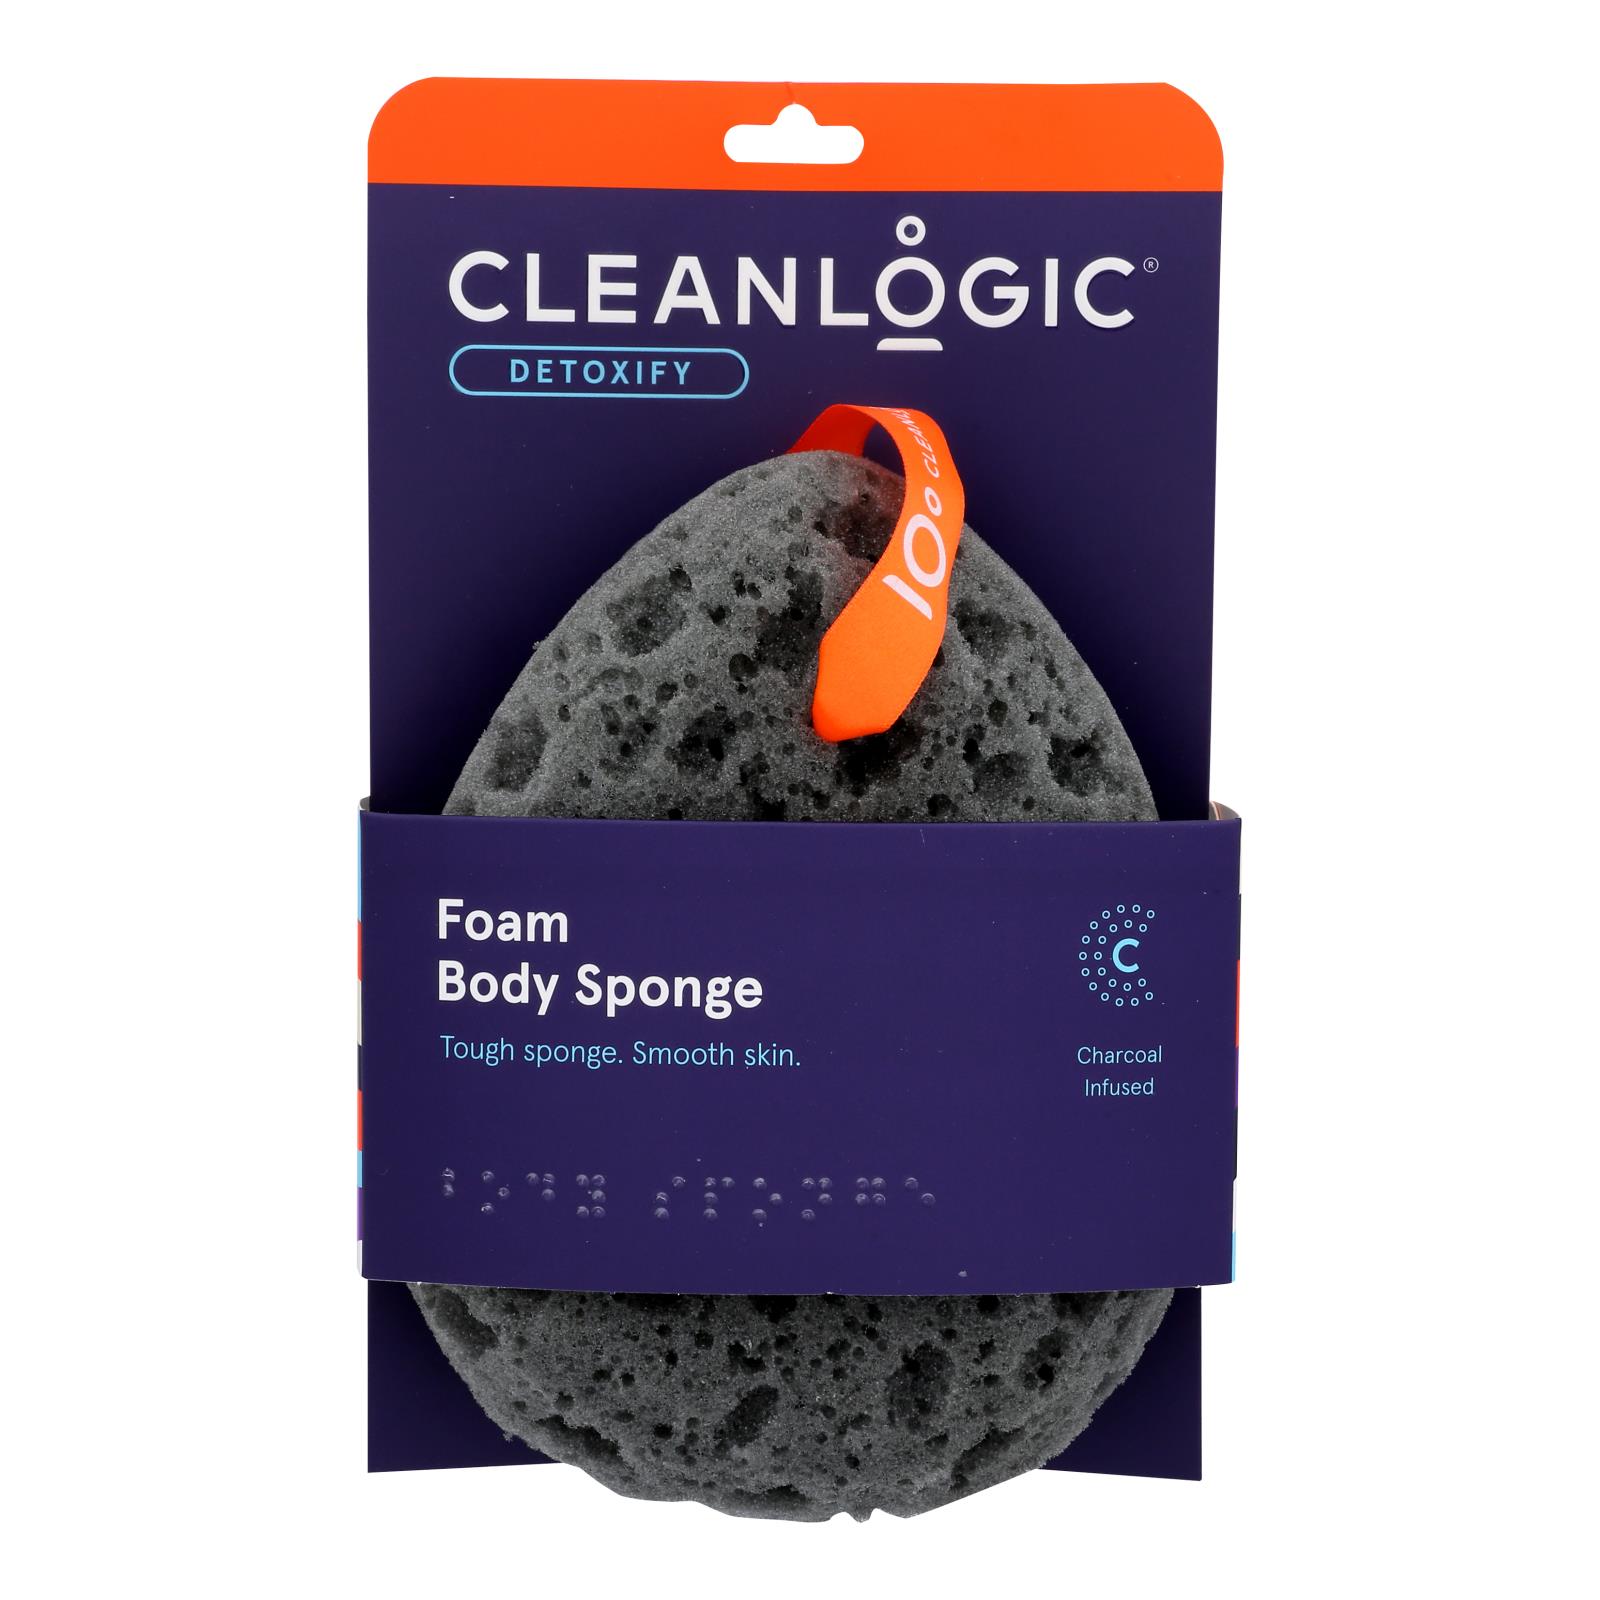 CLEANLOGIC®
DETOXIFY
Foam
Body Sponge
Tough sponge. Smooth skin.
C
Charcoal
Infused
⠃⠕⠙⠽ ⠎⠏⠕⠝⠛⠑